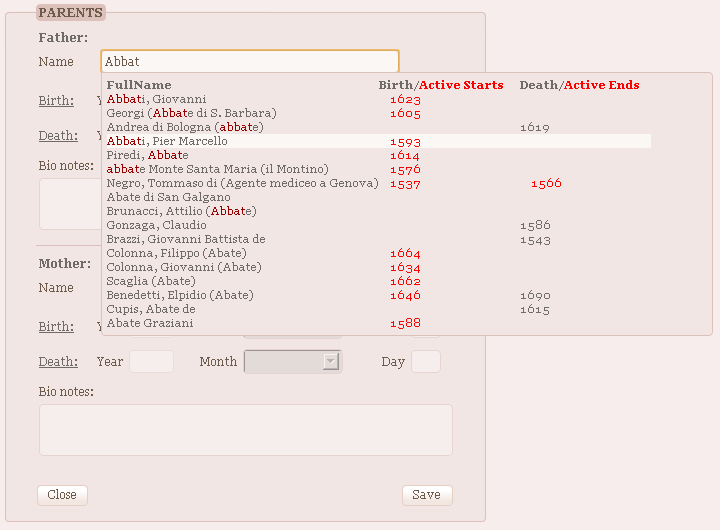 PARENTS
Father:
Name Abbat
FullName Birth/Active Starts Death/Active Ends
Abbati, Giovanni 1623
Birth: Y
Georgi (Abbate di S. Barbara) 1605
Andrea di Bologna (abbate) 1619
Death: Y
Abbati, Pier Marcello 1593
Piredi, Abbate 1614
Bio notes:
abbate Monte Santa Maria (il Montino) 1576
Negro, Tommaso di (Agente mediceo a Genova) 1537 1566
Abate di San Galgano
Brunacci, Attilio (Abbate)
Gonzaga, Claudio 1586
Brazzi, Giovanni Battista de 1543
Colonna, Filippo (Abate) 1664
Mother:
Colonna, Giovanni (Abate) 1634
Scaglia (Abate) 1662
Name
Benedetti, Elpidio (Abate) 1646 1690
Cupis, Abate de 1615
Abate Graziani 1588
Birth: Y
Death: Year Month Day
Bio notes:
Close Save